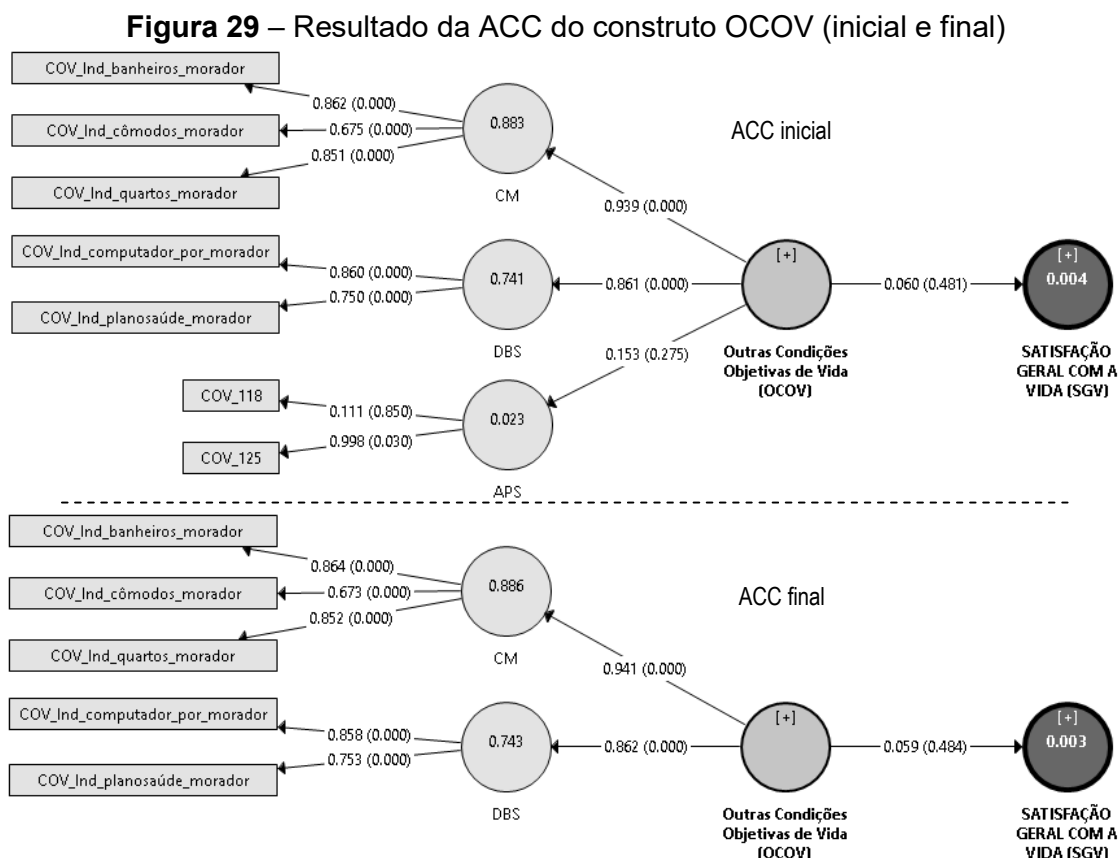 Figura 29 – Resultado da ACC do construto OCOV (inicial e final)
COV_Ind_banheiros_morador
0.862 (0.000)
COV_Ind_cômodos_morador
0.675 (0.000)
0.883
ACC inicial
0.851 (0.000)
COV_Ind_quartos_morador
CM
0.939 (0.000)
COV_Ind_computador_por_morador
0.860 (0.000)
0.741
0.861 (0.000)
[+]
0.060 (0.481)
[+]
0.004
0.750 (0.000)
COV_Ind_planosaúde_morador
DBS
0.153 (0.275)
Outras Condições
Objetivas de Vida
(OCOV)
SATISFAÇÃO
GERAL COM A
VIDA (SGV)
COV_118
0.111 (0.850)
0.023
0.998 (0.030)
COV_125
APS
COV_Ind_banheiros_morador
0.864 (0.000)
COV_Ind_cômodos_morador
0.673 (0.000)
0.886
ACC final
0.852 (0.000)
COV_Ind_quartos_morador
CM
0.941 (0.000)
COV_Ind_computador_por_morador
0.858 (0.000)
0.743
0.862 (0.000)
[+]
0.059 (0.484)
[+]
0.003
0.753 (0.000)
COV_Ind_planosaúde_morador
DBS
Outras Condições
Objetivas de Vida
(OCOV)
SATISFAÇÃO
GERAL COM A
VIDA (SGV)